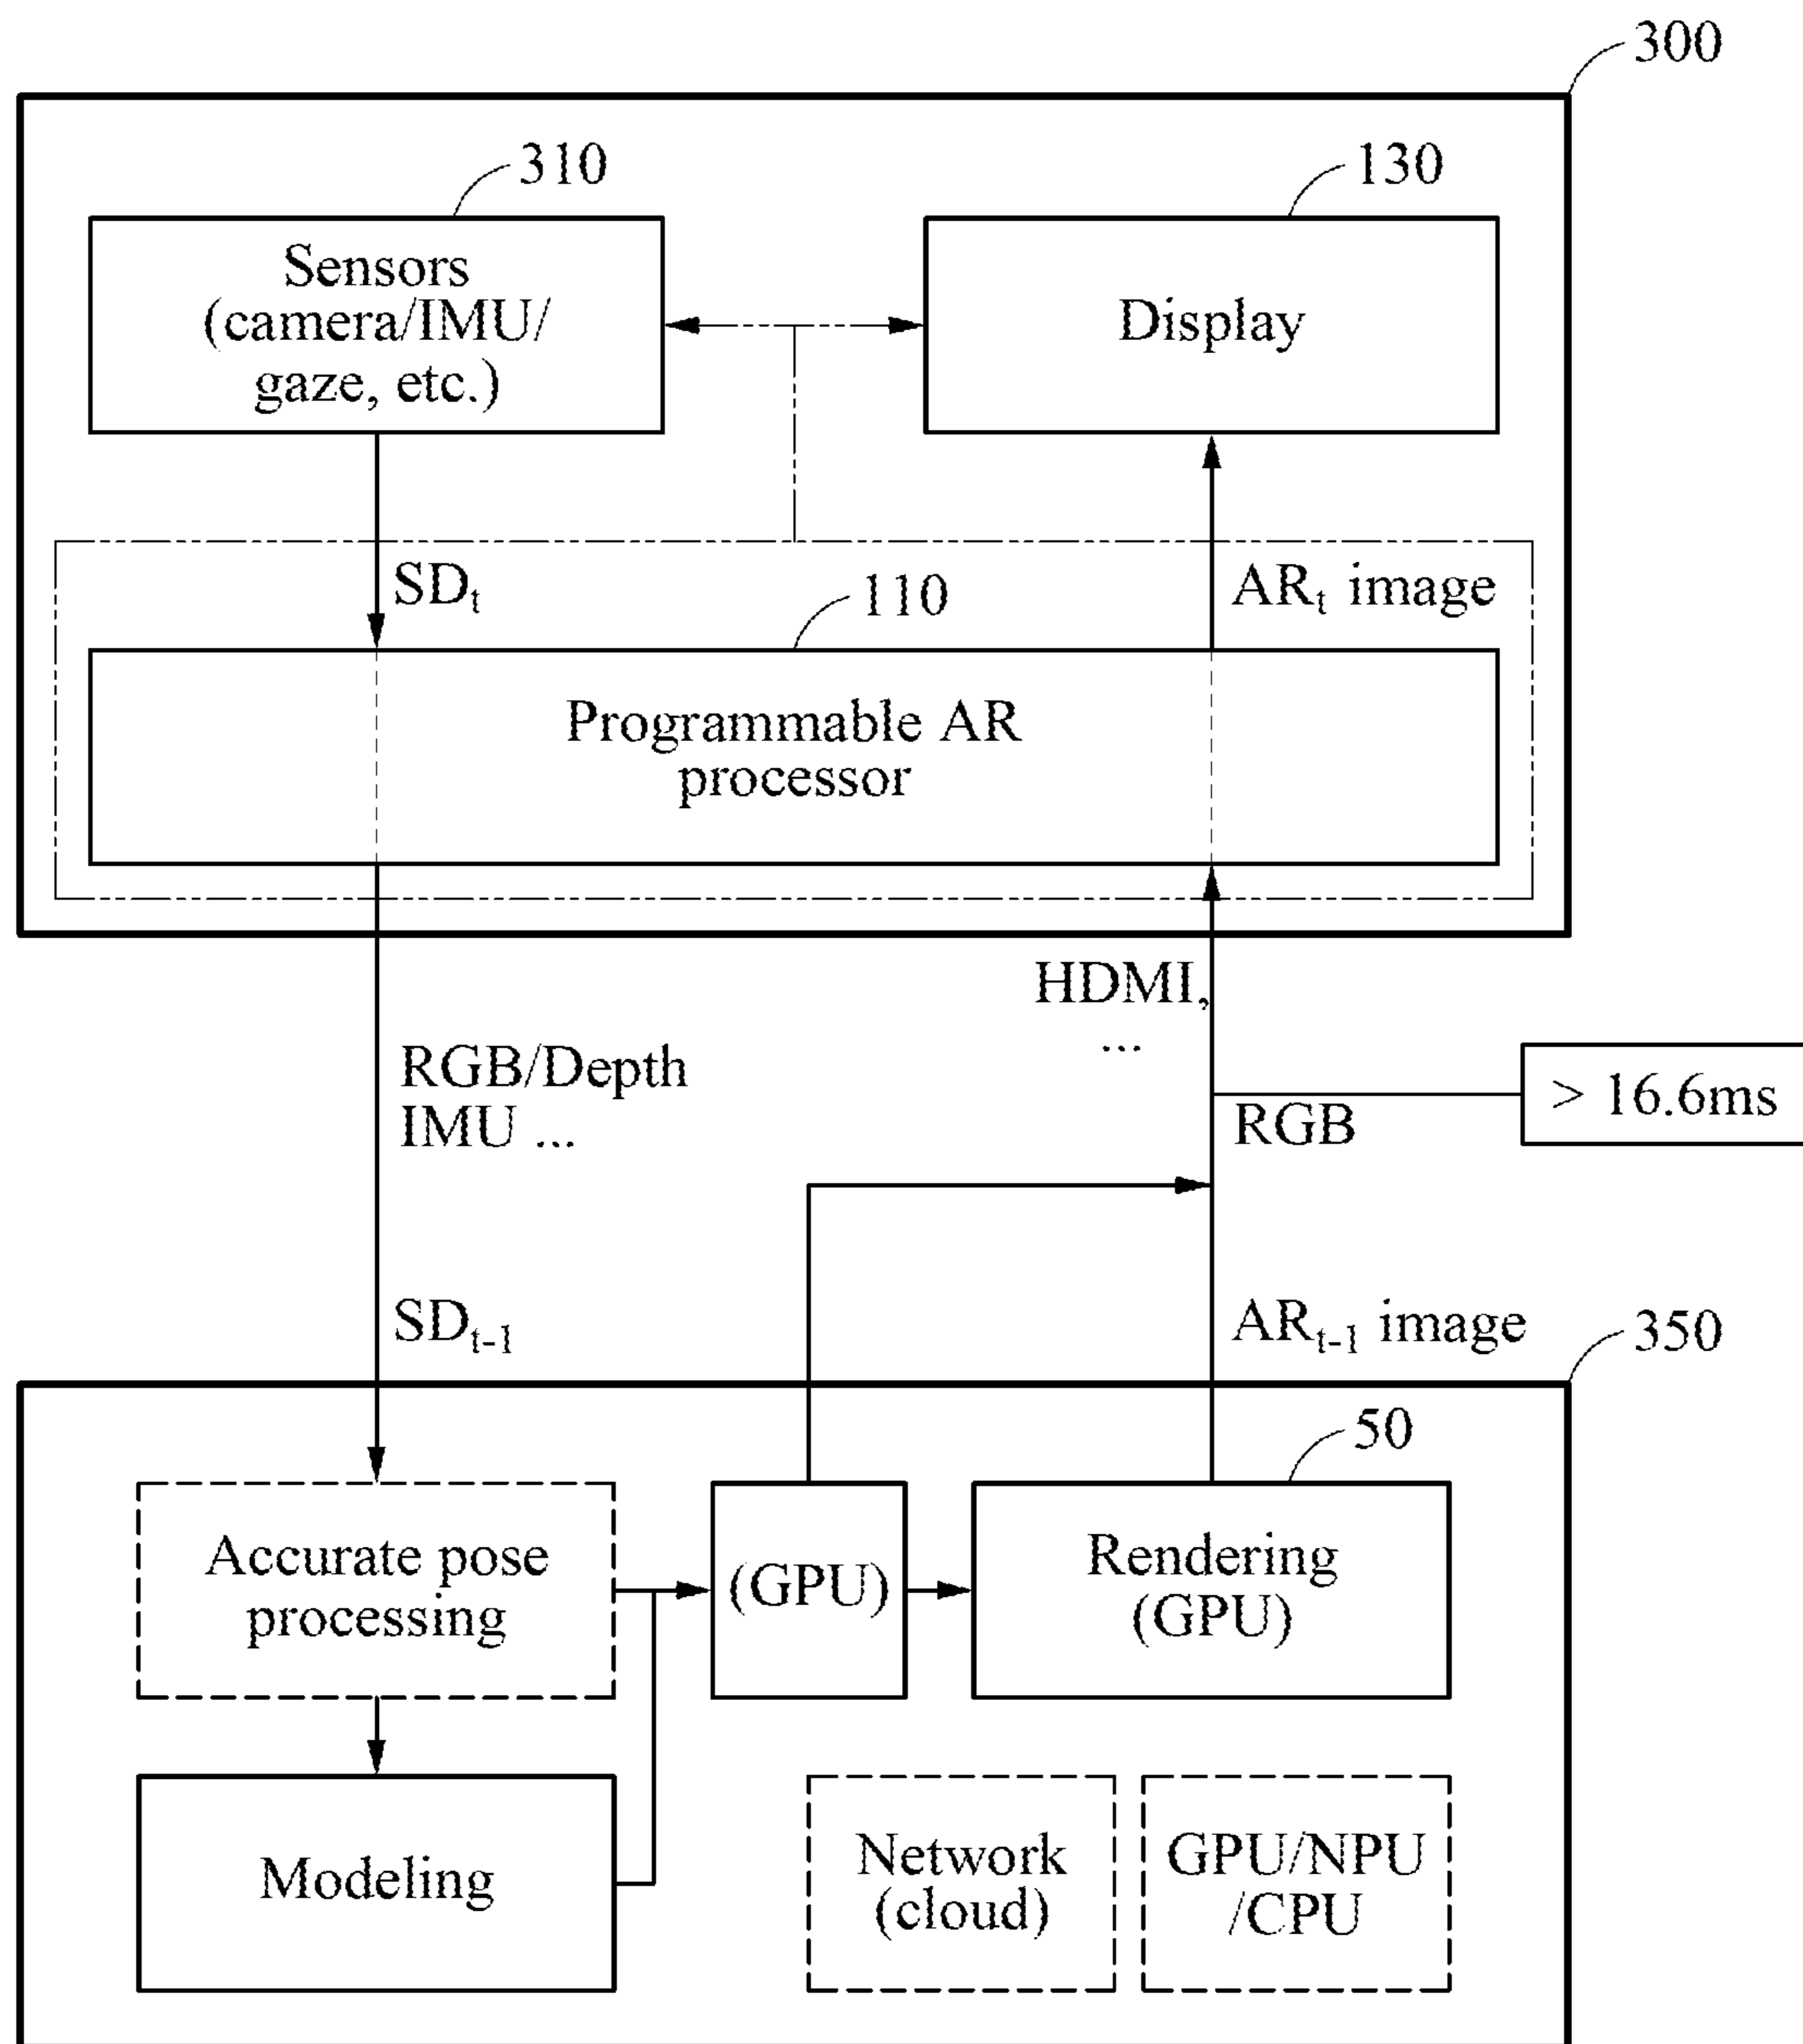 300
310
130
Sensors
(camera/IMU/
gaze, etc.)
Display
SDt
110
ARt image
Programmable AR
processor
HDMI,
...
RGB/Depth
IMU ...
> 16.6ms
RGB
SDt-1
ARt-1 image
350
50
Accurate pose
processing
(GPU)
Rendering
(GPU)
Modeling
Network
(cloud)
GPU/NPU
/CPU